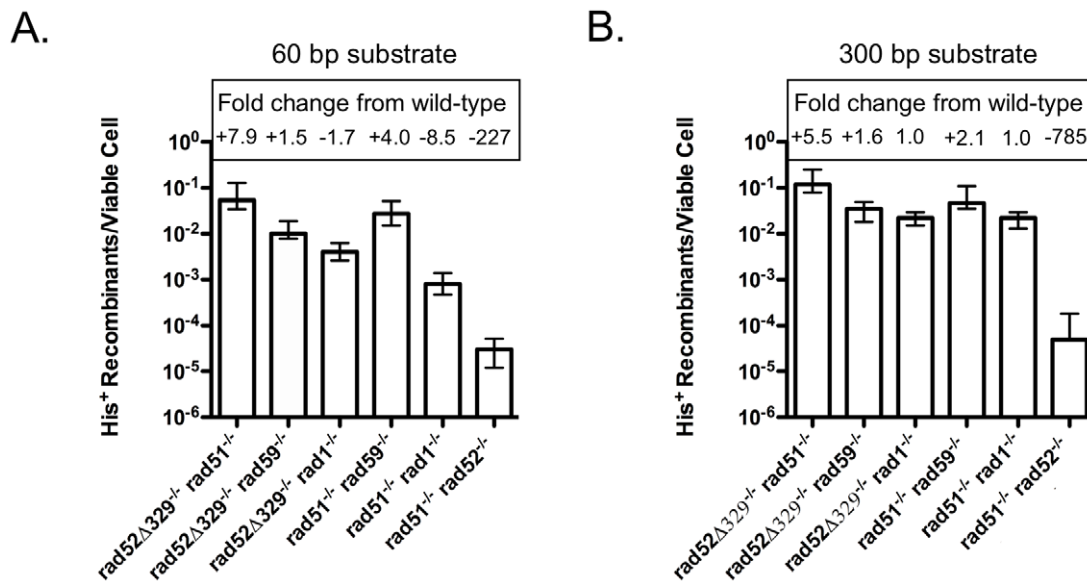 A.
60 bp substrate
Fold change from wild-type
+7.9 +1.5 -1.7 +4.0 -8.5 -227
His⁺ Recombinants/Viable Cell
10⁰
10⁻¹
10⁻²
10⁻³
10⁻⁴
10⁻⁵
10⁻⁶
rad52Δ329⁻/⁻ rad51⁻/⁻
rad52Δ329⁻/⁻ rad59⁻/⁻
rad52Δ329⁻/⁻ rad1⁻/⁻
rad51⁻/⁻ rad59⁻/⁻
rad51⁻/⁻ rad1⁻/⁻
rad51⁻/⁻ rad52⁻/⁻
B.
300 bp substrate
Fold change from wild-type
+5.5 +1.6 1.0 +2.1 1.0 -785
His⁺ Recombinants/Viable Cell
10⁰
10⁻¹
10⁻²
10⁻³
10⁻⁴
10⁻⁵
10⁻⁶
rad52Δ329⁻/⁻ rad51⁻/⁻
rad52Δ329⁻/⁻ rad59⁻/⁻
rad52Δ329⁻/⁻ rad1⁻/⁻
rad51⁻/⁻ rad59⁻/⁻
rad51⁻/⁻ rad1⁻/⁻
rad51⁻/⁻ rad52⁻/⁻